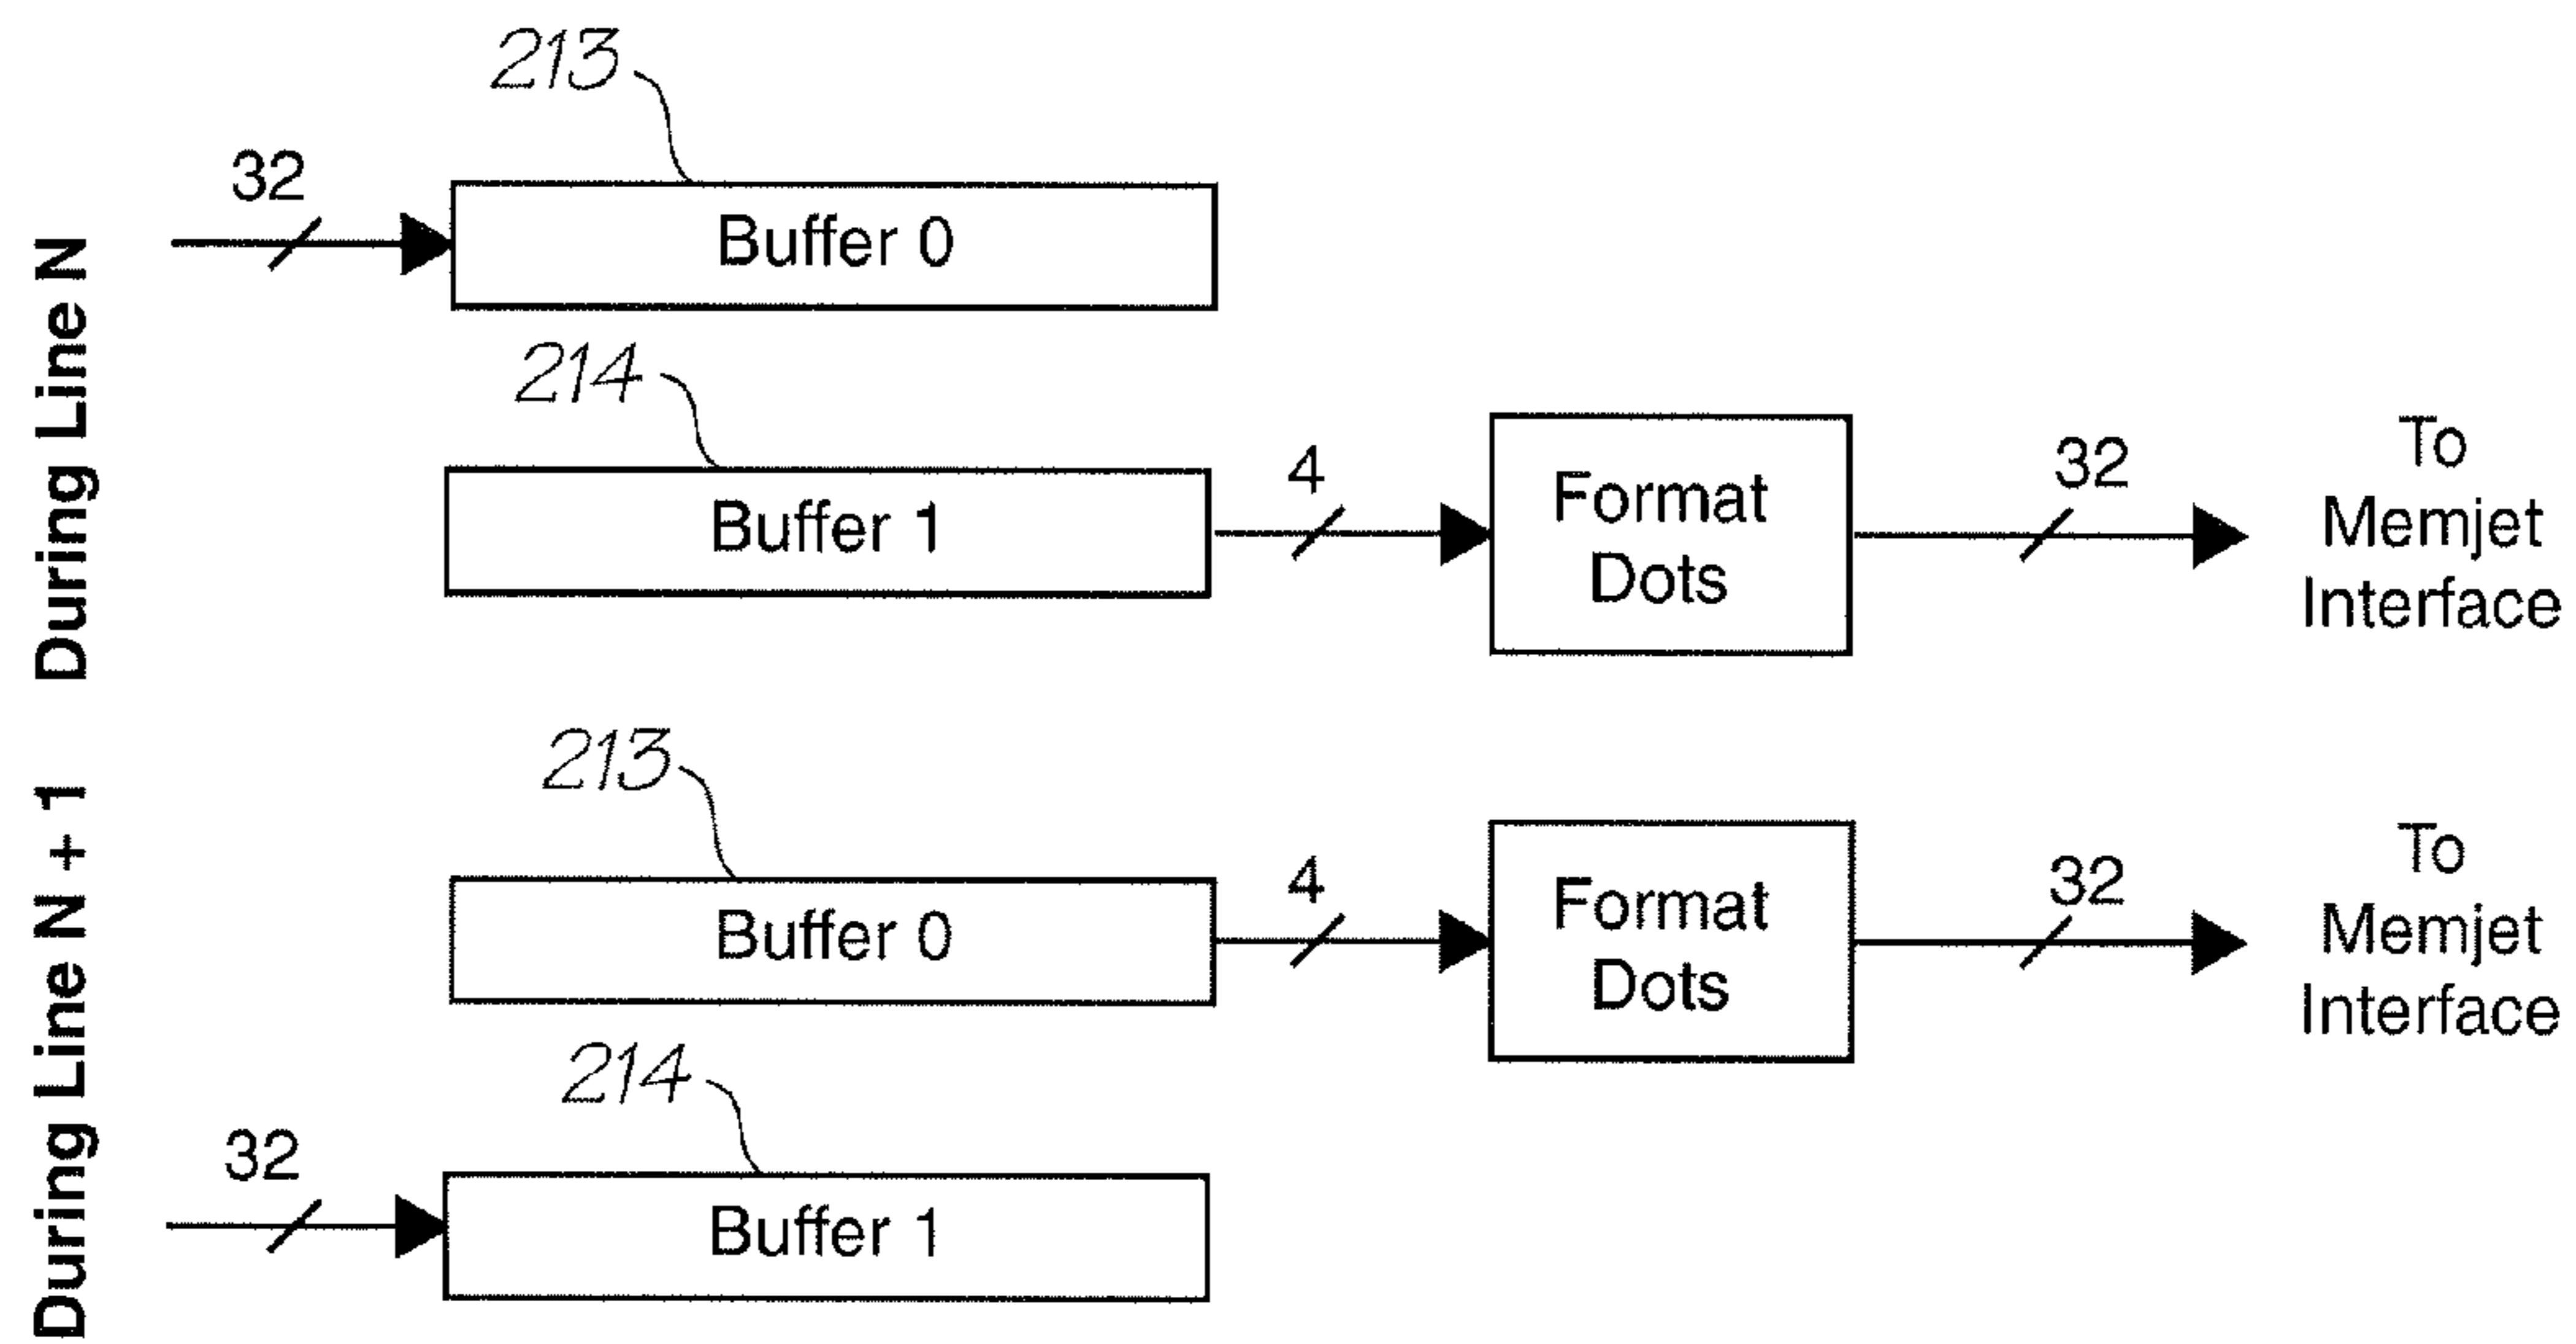 During Line N
213
32
Buffer 0
214
Buffer 1
4
Format
Dots
32
To
Memjet
Interface
During Line N + 1
213
Buffer 0
4
Format
Dots
32
To
Memjet
Interface
214
32
Buffer 1